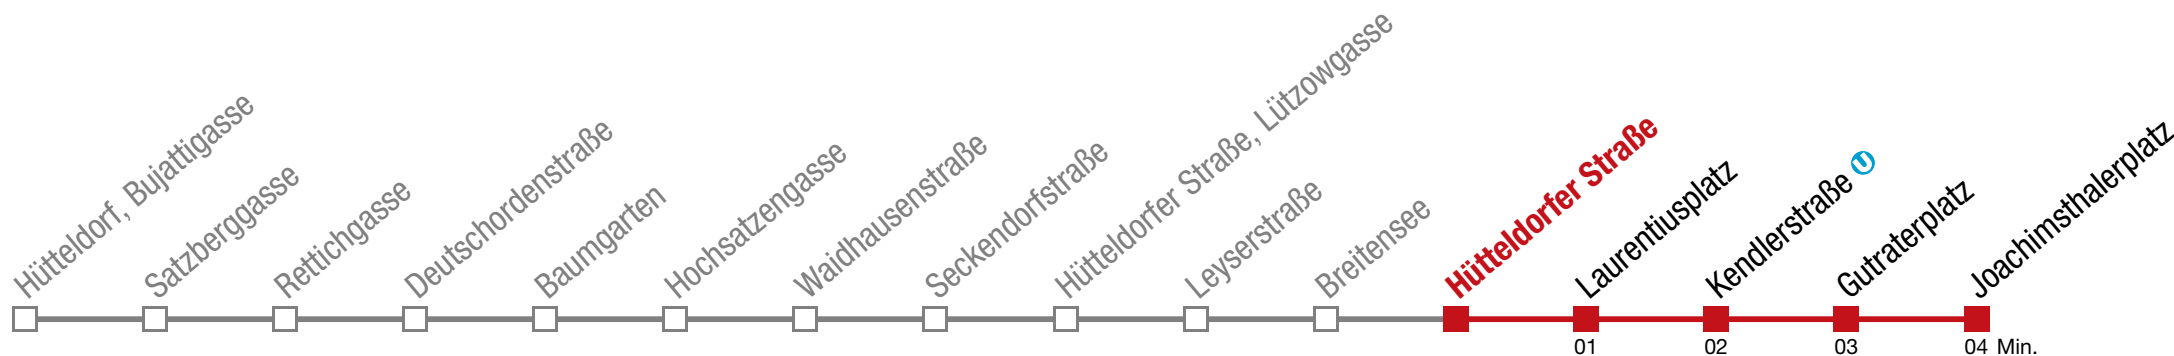 Hütteldorf, Bujattigasse
Satzberggasse
Rettichgasse
Deutschordenstraße
Baumgarten
Hochsatzengasse
Waidhausenstraße
Seckendorfstraße
Hütteldorfer Straße, Lützowgasse
Leyserstraße
Breitensee
Hütteldorfer Straße
Laurentiusplatz
Kendlerstraße U
Gutraterplatz
Joachimsthalerplatz
01 02 03 04 Min.